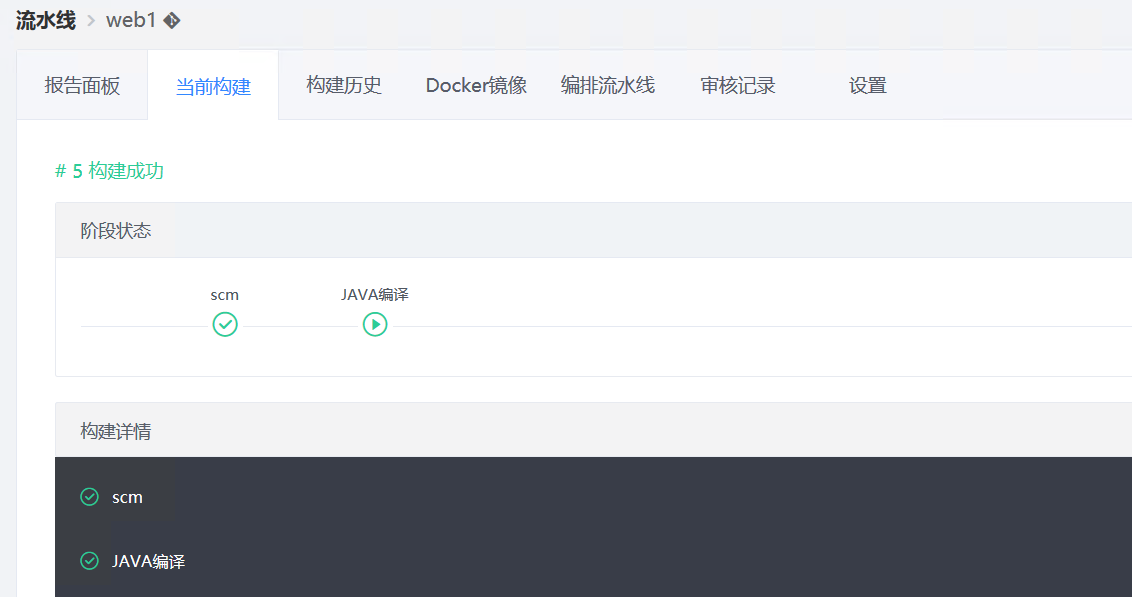 流水线 > web1
报告面板 当前构建 构建历史 Docker镜像 编排流水线 审核记录 设置
# 5 构建成功
阶段状态
scm JAVA编译
构建详情
scm
JAVA编译